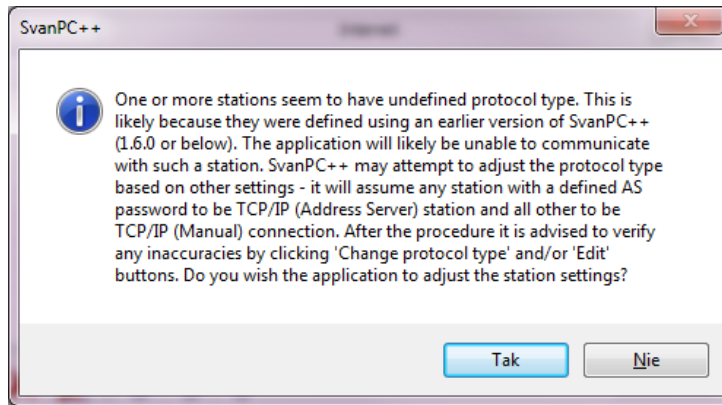 SvanPC++
Internet
One or more stations seem to have undefined protocol type. This is
likely because they were defined using an earlier version of SvanPC++
(1.6.0 or below). The application will likely be unable to communicate
with such a station. SvanPC++ may attempt to adjust the protocol type
based on other settings - it will assume any station with a defined AS
password to be TCP/IP (Address Server) station and all other to be
TCP/IP (Manual) connection. After the procedure it is advised to verify
any inaccuracies by clicking 'Change protocol type' and/or 'Edit'
buttons. Do you wish the application to adjust the station settings?
Tak
Nie